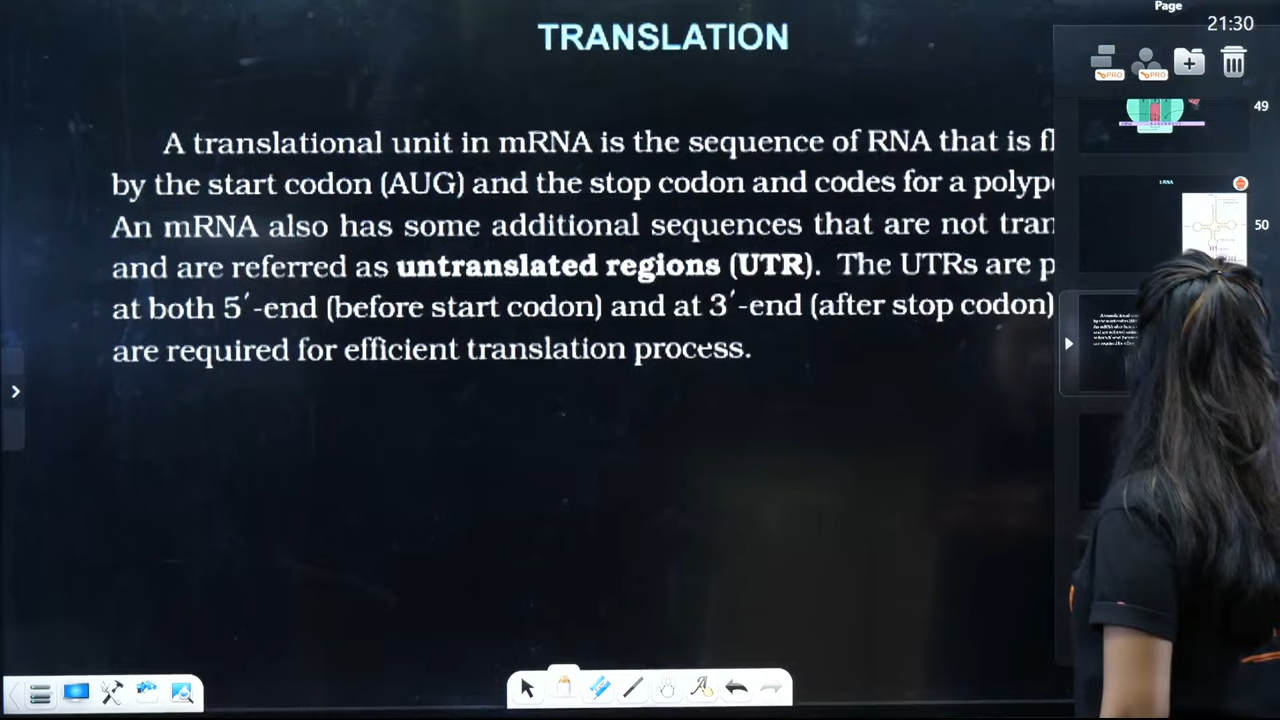 Page
21:30
TRANSLATION
A translational unit in mRNA is the sequence of RNA that is
by the start codon (AUG) and the stop codon and codes for a
An mRNA also has some additional sequences that are not
and are referred as untranslated regions (UTR). The UTRs are
at both 5′-end (before start codon) and at 3′-end (after stop codon)
are required for efficient translation process.
PRO
PRO
49
50